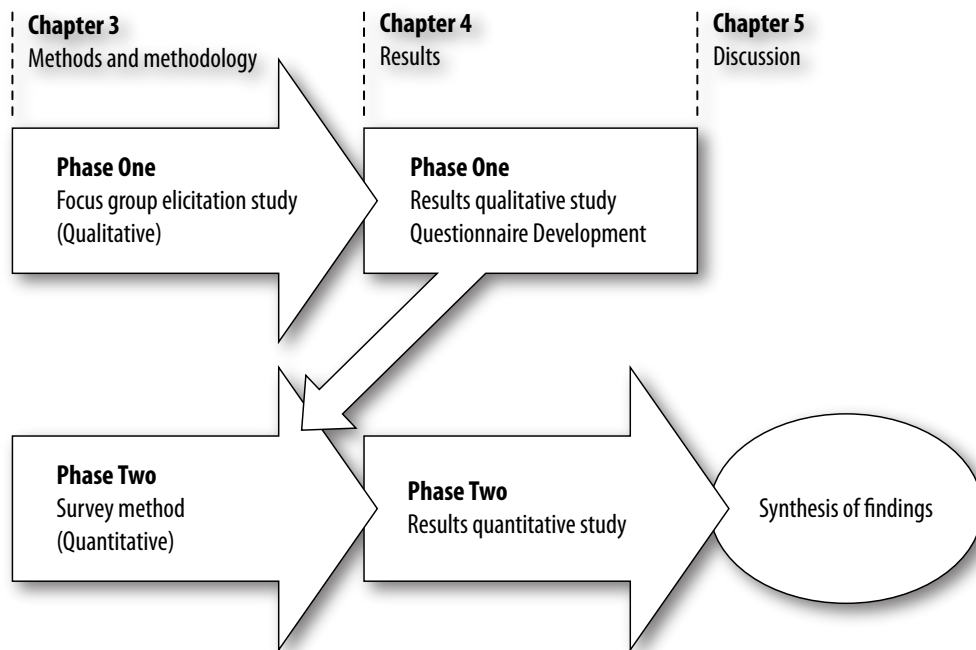 Chapter 3
Methods and methodology
Chapter 4
Results
Chapter 5
Discussion
Phase One
Focus group elicitation study
(Qualitative)
Phase One
Results qualitative study
Questionnaire Development
Phase Two
Survey method
(Quantitative)
Phase Two
Results quantitative study
Synthesis of findings